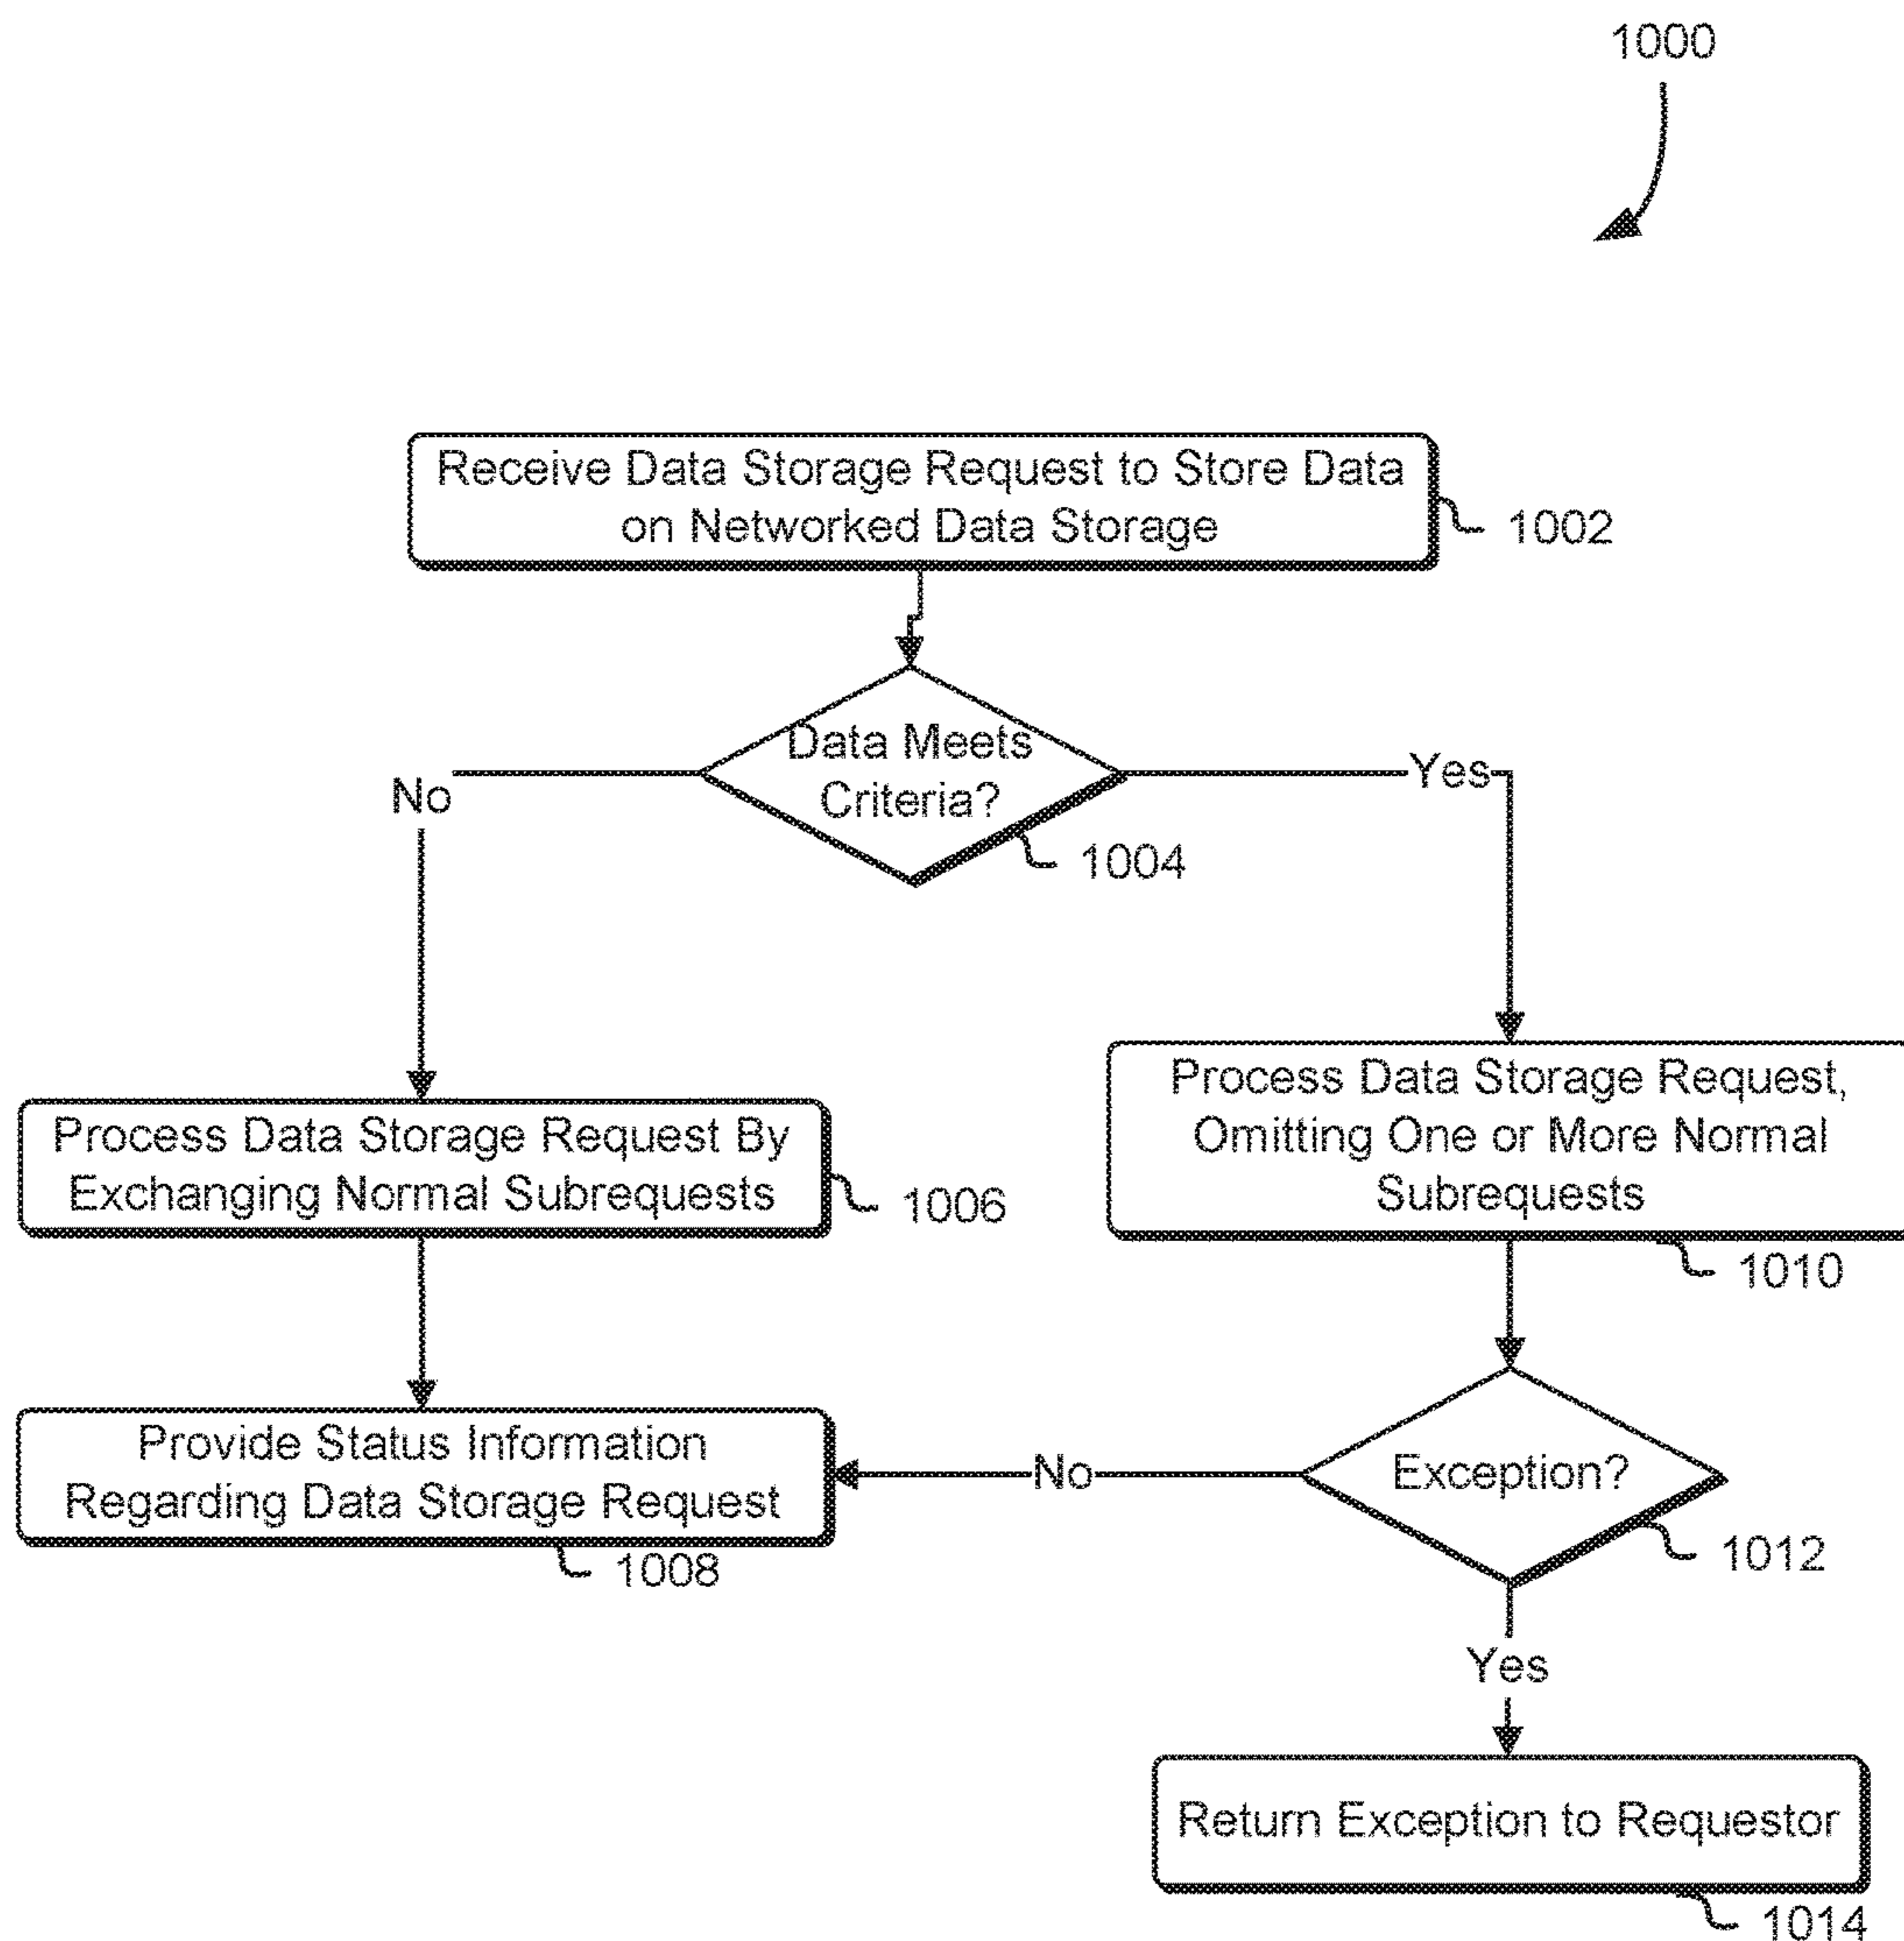 1000
Receive Data Storage Request to Store Data
on Networked Data Storage
1002
Data Meets
Criteria?
1004
No
Yes
Process Data Storage Request By
Exchanging Normal Subrequests
1006
Process Data Storage Request,
Omitting One or More Normal
Subrequests
1010
Provide Status Information
Regarding Data Storage Request
1008
No
Exception?
1012
Yes
Return Exception to Requestor
1014